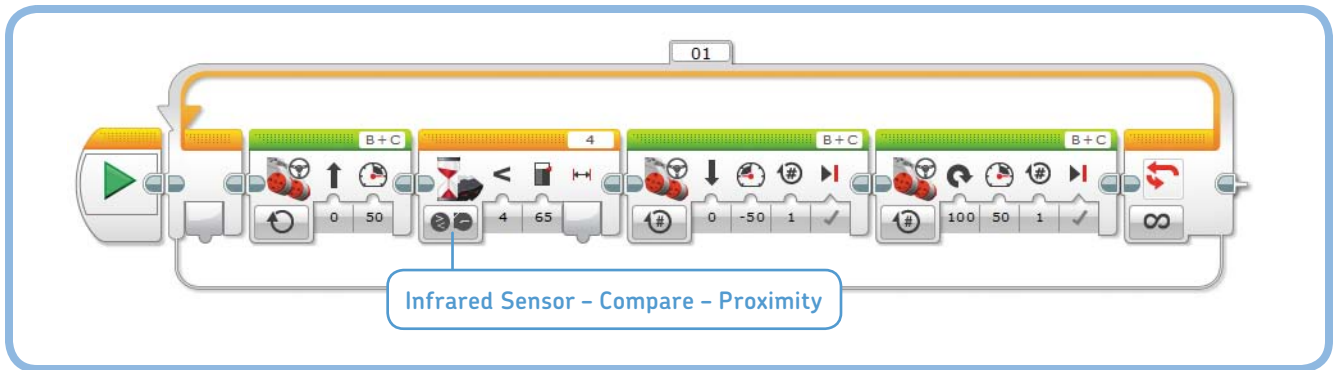 01
B+C
4
B+C
B+C
0 50
< 4 65
# 0 -50 1
# 100 50 1
∞
Infrared Sensor – Compare – Proximity